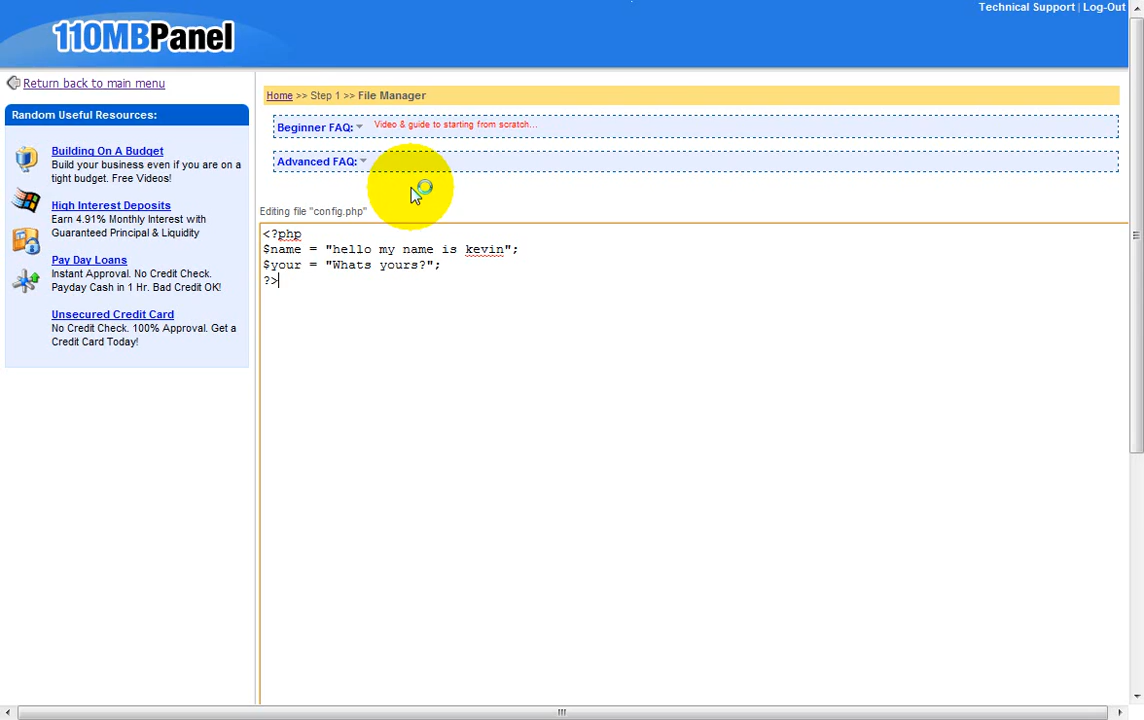 Technical Support | Log-Out
110MBPanel
Return back to main menu
Random Useful Resources:
Building On A Budget
Build your business even if you are on a
tight budget. Free Videos!
High Interest Deposits
Earn 4.91% Monthly Interest with
Guaranteed Principal & Liquidity
Pay Day Loans
Instant Approval. No Credit Check.
Payday Cash in 1 Hr. Bad Credit OK!
Unsecured Credit Card
No Credit Check. 100% Approval. Get a
Credit Card Today!
Home >> Step 1 >> File Manager
Beginner FAQ: Video & guide to starting from scratch...
Advanced FAQ:
Editing file "config.php"
<?php
$name = "hello my name is kevin";
$your = "Whats yours?";
?>